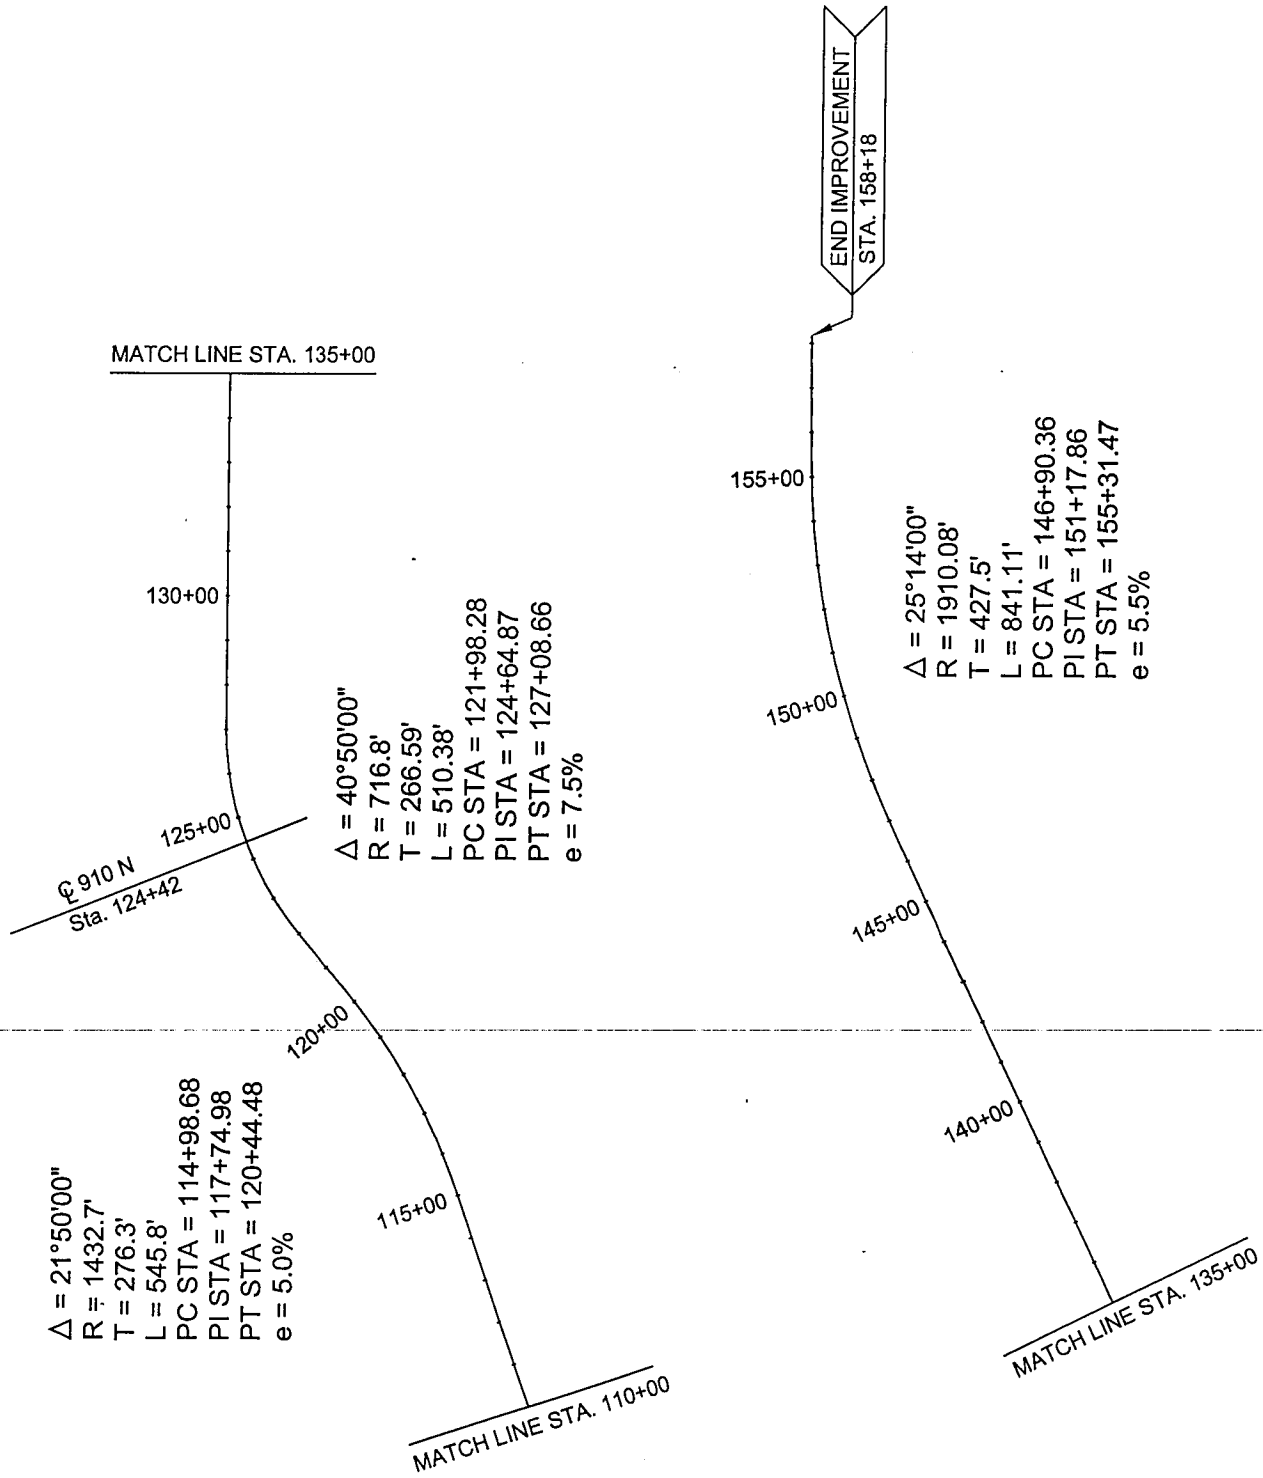 MATCH LINE STA. 110+00
115+00
120+00
Δ = 21°50'00"
R = 1432.7'
T = 276.3'
L = 545.8'
PC STA = 114+98.68
PI STA = 117+74.98
PT STA = 120+44.48
e = 5.0%
℄ 910 N
Sta. 124+42
125+00
130+00
MATCH LINE STA. 135+00
Δ = 40°50'00"
R = 716.8'
T = 266.59'
L = 510.38'
PC STA = 121+98.28
PI STA = 124+64.87
PT STA = 127+08.66
e = 7.5%
MATCH LINE STA. 135+00
140+00
145+00
150+00
155+00
Δ = 25°14'00"
R = 1910.08'
T = 427.5'
L = 841.11'
PC STA = 146+90.36
PI STA = 151+17.86
PT STA = 155+31.47
e = 5.5%
END IMPROVEMENT
STA. 158+18